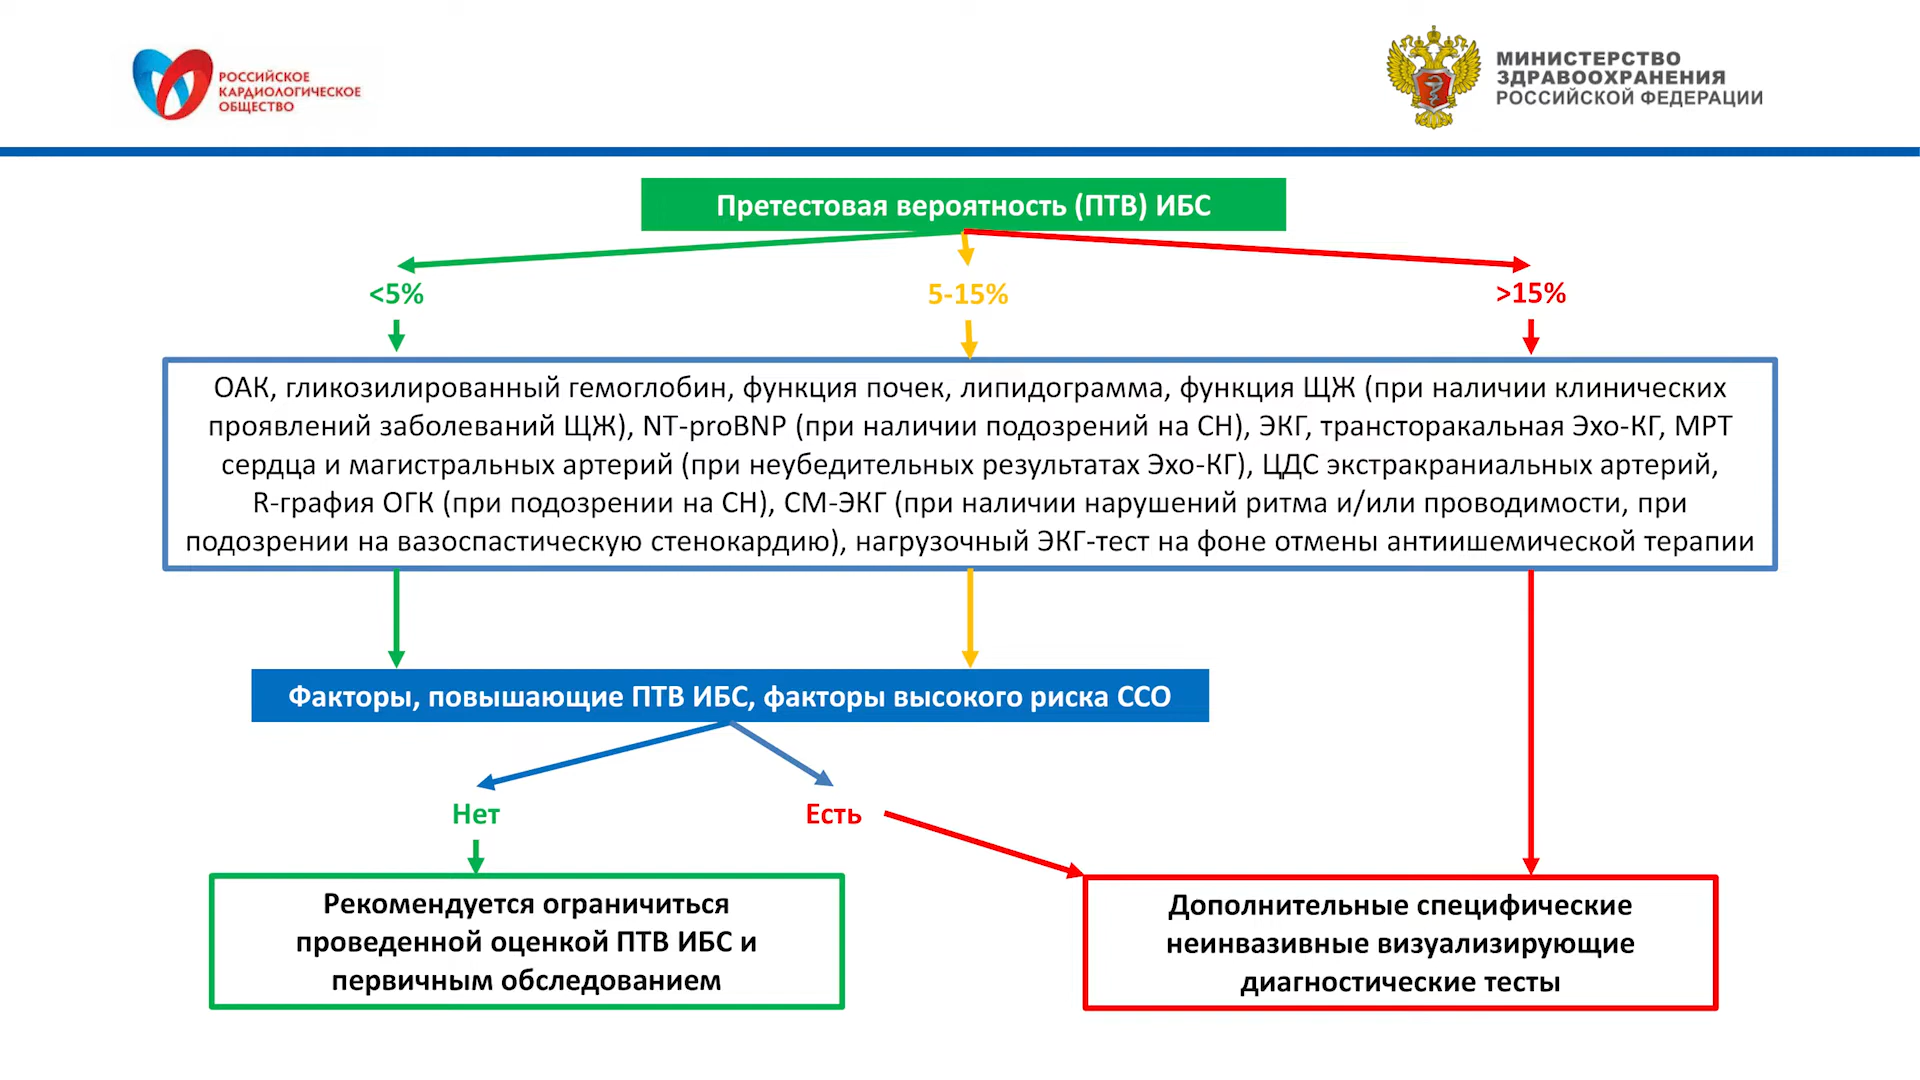 РОССИЙСКОЕ
КАРДИОЛОГИЧЕСКОЕ
ОБЩЕСТВО
МИНИСТЕРСТВО
ЗДРАВООХРАНЕНИЯ
РОССИЙСКОЙ ФЕДЕРАЦИИ
Претестовая вероятность (ПТВ) ИБС
<5%
5-15%
>15%
ОАК, гликозилированный гемоглобин, функция почек, липидограмма, функция ЩЖ (при наличии клинических
проявлений заболеваний ЩЖ), NT-proBNP (при наличии подозрений на СН), ЭКГ, трансторакальная Эхо-КГ, МРТ
сердца и магистральных артерий (при неубедительных результатах Эхо-КГ), ЦДС экстракраниальных артерий,
R-графия ОГК (при подозрении на СН), СМ-ЭКГ (при наличии нарушений ритма и/или проводимости, при
подозрении на вазоспастическую стенокардию), нагрузочный ЭКГ-тест на фоне отмены антиишемической терапии
Факторы, повышающие ПТВ ИБС, факторы высокого риска ССО
Нет
Есть
Рекомендуется ограничиться
проведенной оценкой ПТВ ИБС и
первичным обследованием
Дополнительные специфические
неинвазивные визуализирующие
диагностические тесты